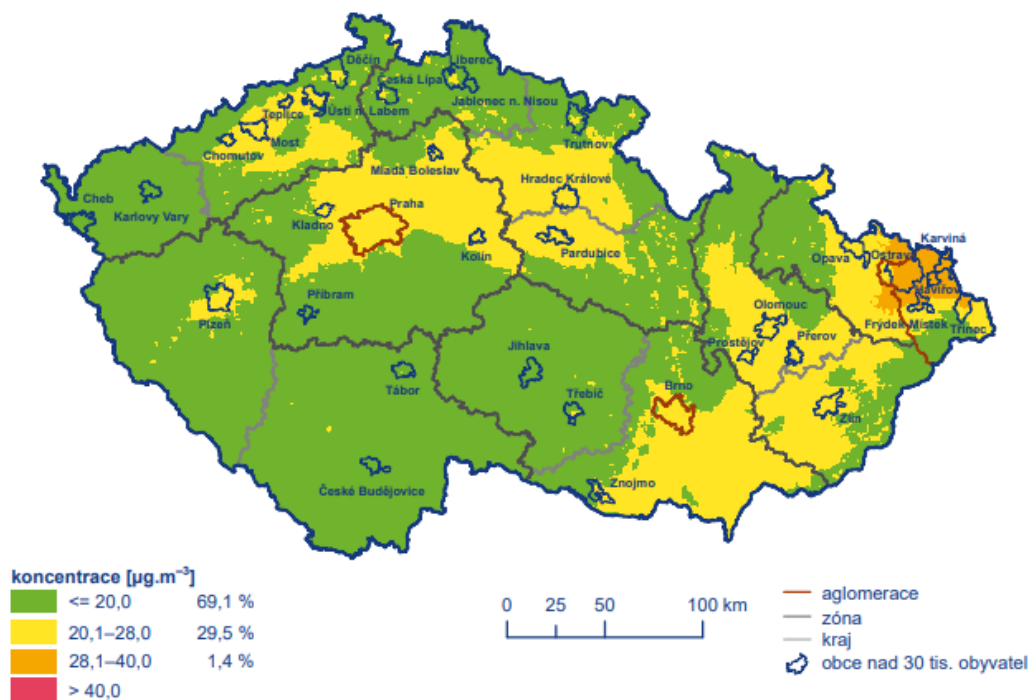 Děčín
Liberec
Česká Lípa
Jablonec n. Nisou
Teplice
Ústí n. Labem
Most
Chomutov
Trutnov
Mladá Boleslav
Hradec Králové
Cheb
Karlovy Vary
Praha
Kladno
Kolín
Pardubice
Karviná
Ostrava
Opava
Havířov
Plzeň
Příbram
Olomouc
Frýdek-Místek
Třinec
Prostějov
Přerov
Jihlava
Tábor
Třebíč
Brno
Zlín
České Budějovice
Znojmo
koncentrace [µg.m⁻³]
<= 20,0 69,1 %
20,1–28,0 29,5 %
28,1–40,0 1,4 %
> 40,0
0 25 50 100 km
aglomerace
zóna
kraj
obce nad 30 tis. obyvatel